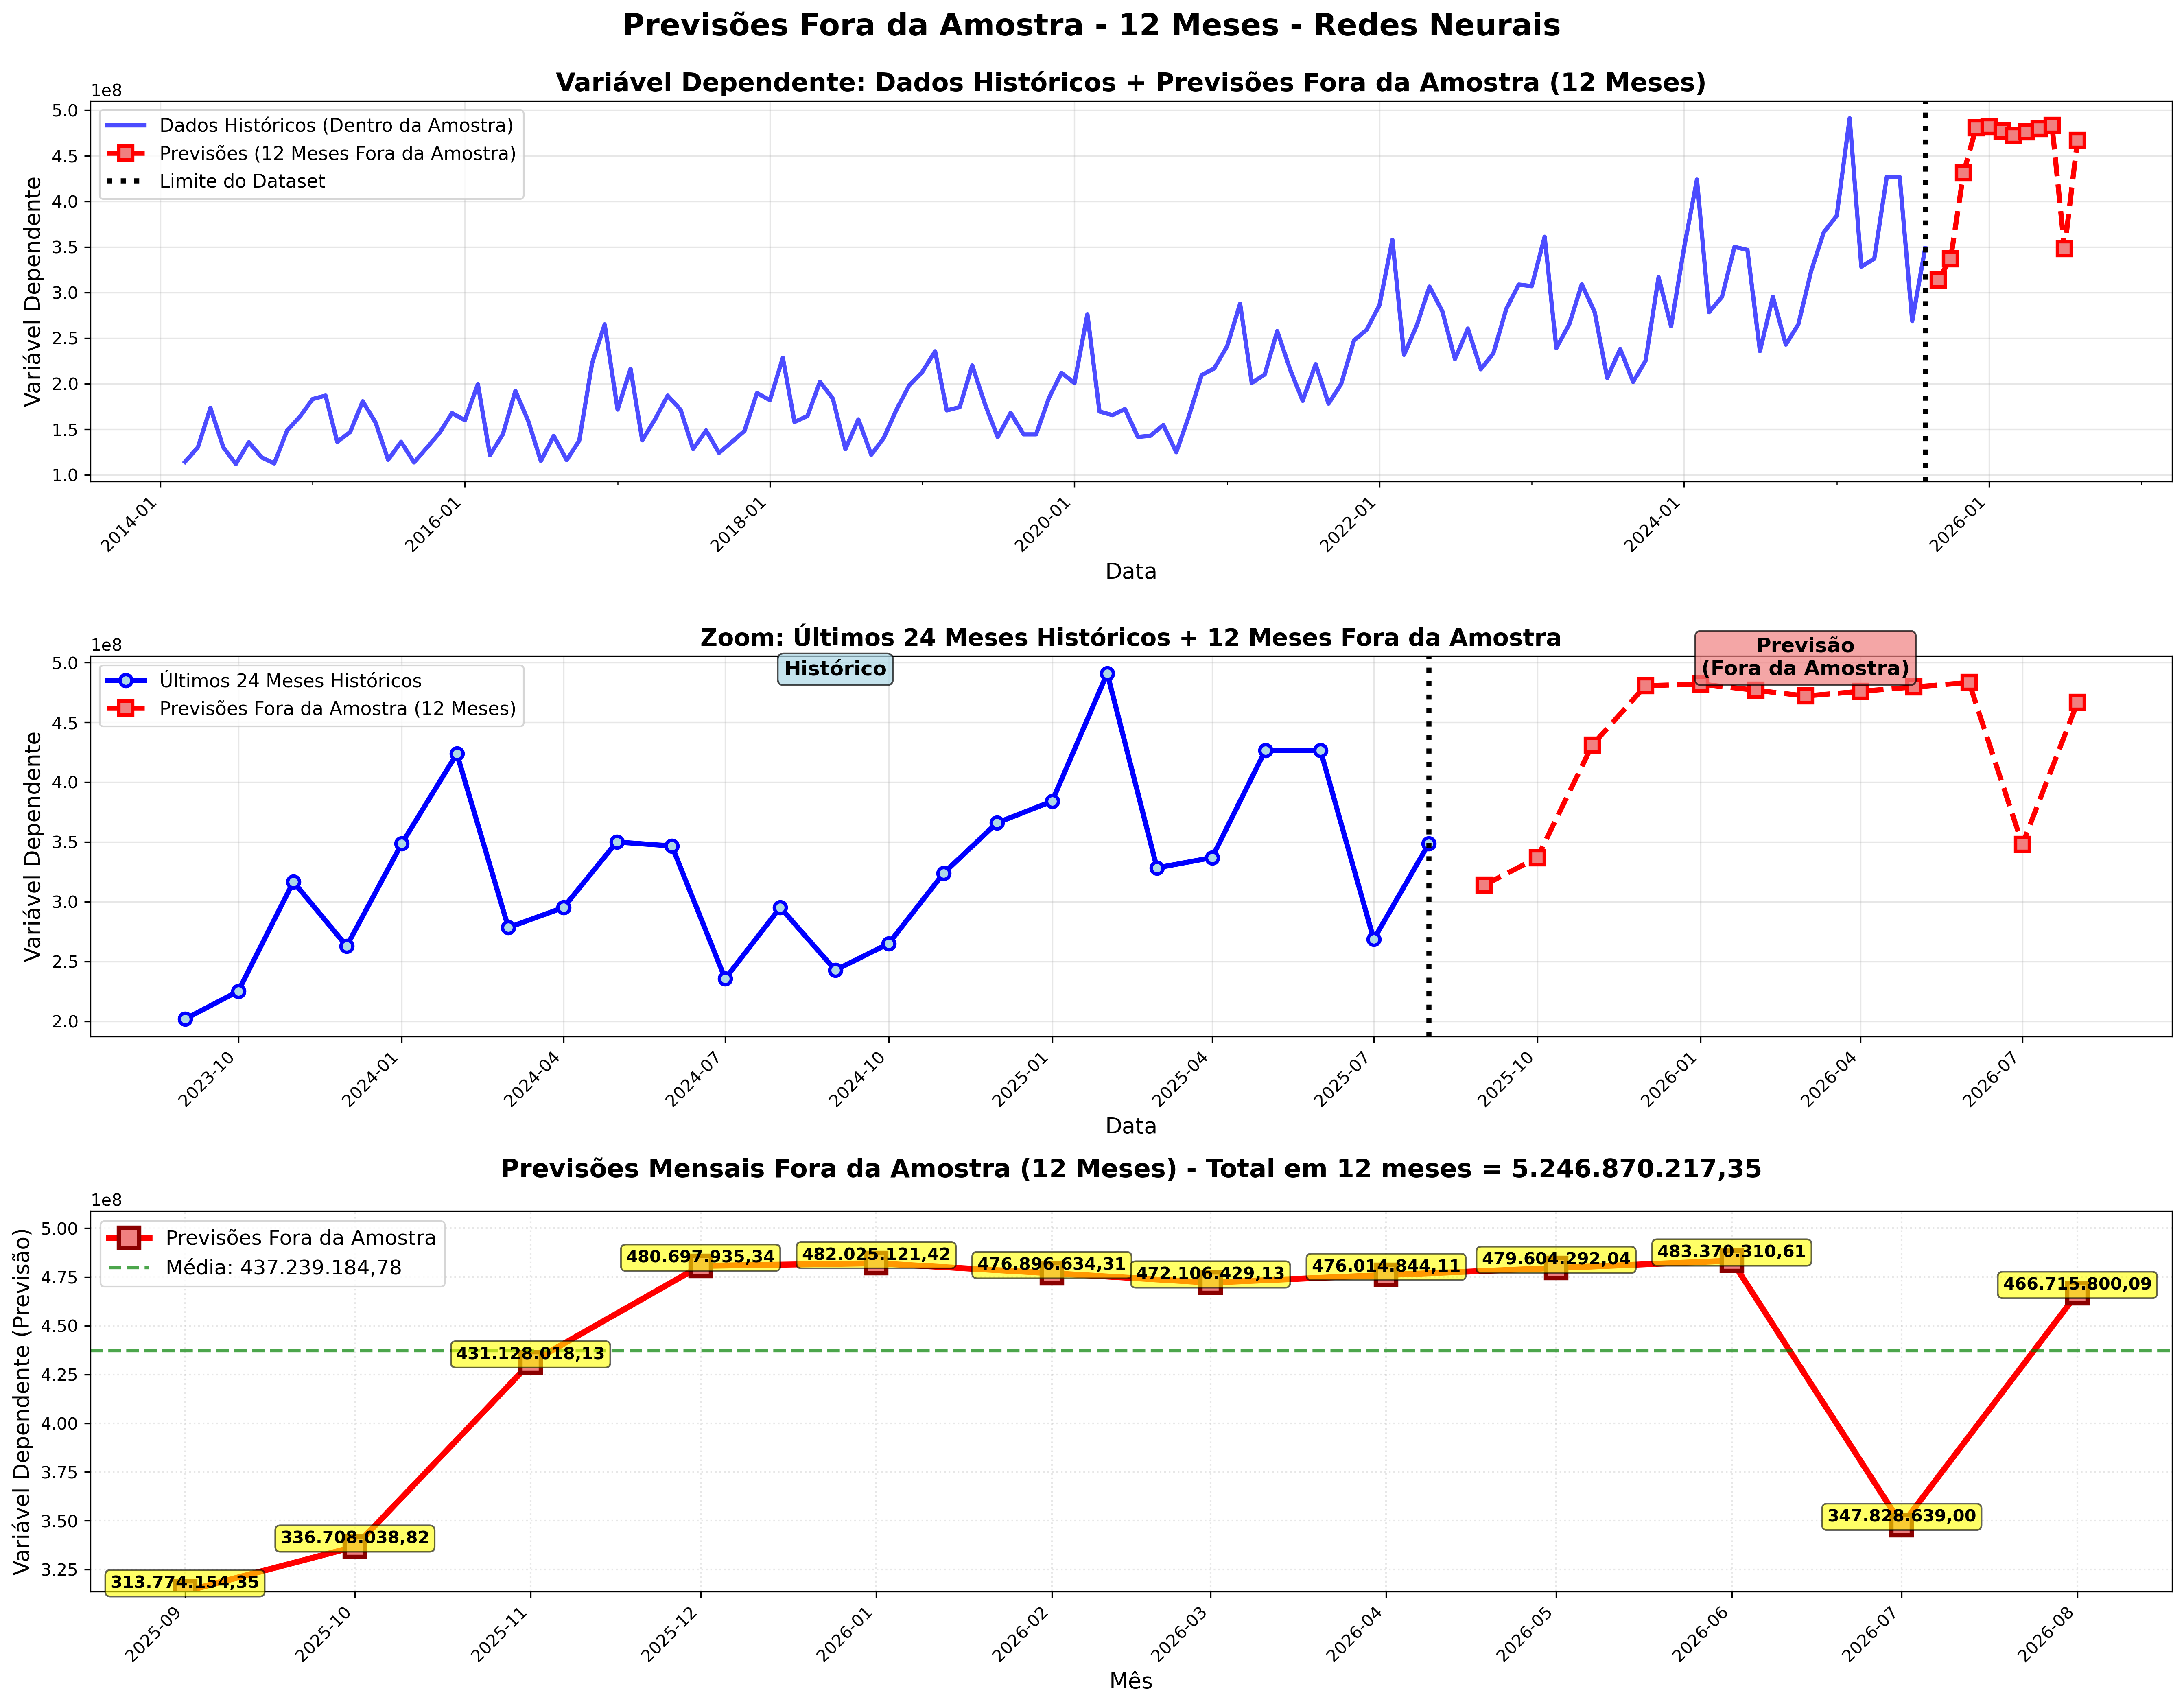 Previsões Fora da Amostra - 12 Meses - Redes Neurais
Variável Dependente: Dados Históricos + Previsões Fora da Amostra (12 Meses)
1e8
Dados Históricos (Dentro da Amostra)
Previsões (12 Meses Fora da Amostra)
Limite do Dataset
Variável Dependente
5.0
4.5
4.0
3.5
3.0
2.5
2.0
1.5
1.0
2014-01
2016-01
2018-01
2020-01
2022-01
2024-01
2026-01
Data
Zoom: Últimos 24 Meses Históricos + 12 Meses Fora da Amostra
1e8
Últimos 24 Meses Históricos
Previsões Fora da Amostra (12 Meses)
Histórico
Previsão
(Fora da Amostra)
Variável Dependente
5.0
4.5
4.0
3.5
3.0
2.5
2.0
2023-10
2024-01
2024-04
2024-07
2024-10
2025-01
2025-04
2025-07
2025-10
2026-01
2026-04
2026-07
Data
Previsões Mensais Fora da Amostra (12 Meses) - Total em 12 meses = 5.246.870.217,35
1e8
Previsões Fora da Amostra
Média: 437.239.184,78
Variável Dependente (Previsão)
5.00
4.75
4.50
4.25
4.00
3.75
3.50
3.25
313.774.154,35
336.708.038,82
431.128.018,13
480.697.935,34
482.025.121,42
476.896.634,31
472.106.429,13
476.014.844,11
479.604.292,04
483.370.310,61
347.828.639,00
466.715.800,09
2025-09
2025-10
2025-11
2025-12
2026-01
2026-02
2026-03
2026-04
2026-05
2026-06
2026-07
2026-08
Mês